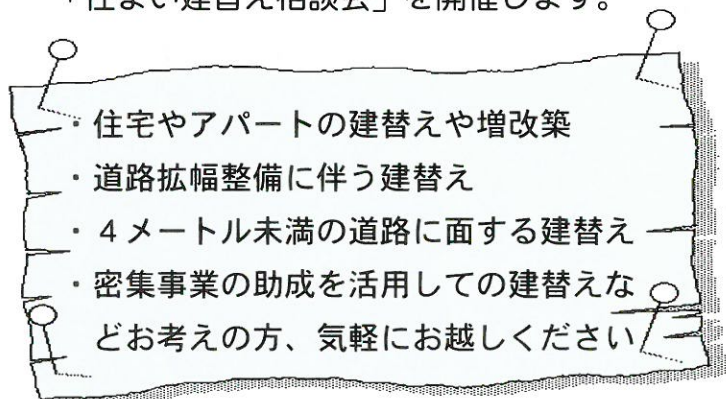 「住まい建替え相談会」を開催します。
・住宅やアパートの建替えや増改築
・道路拡幅整備に伴う建替え
・４メートル未満の道路に面する建替え
・密集事業の助成を活用しての建替えな
どお考えの方、気軽にお越しください